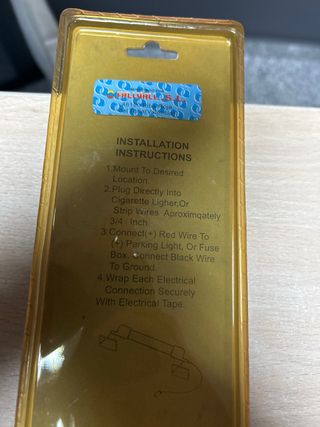 INSTALLATION
INSTRUCTIONS
1.Mount To Desired
Location.
2.Plug Directly Into
Cigarette Ligher,Or
Strip Wires Aproximqately
3/4 Inch
3.Connect(+) Red Wire To
(+) Parking Light, Or Fuse
Box. Connect Black Wire
To Ground.
4.Wrap Each Electrical
Connection Securely
With Electrical Tape.